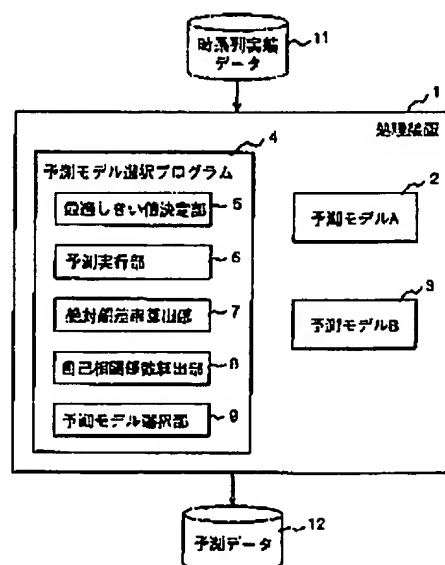 時系列実績
データ
11
1
処理装置
4
予測モデル選択プログラム
最適しきい値決定部
5
予測実行部
6
絶対誤差率算出部
7
自己相関係数算出部
8
予測モデル選択部
9
2
予測モデルA
3
予測モデルB
予測データ
12